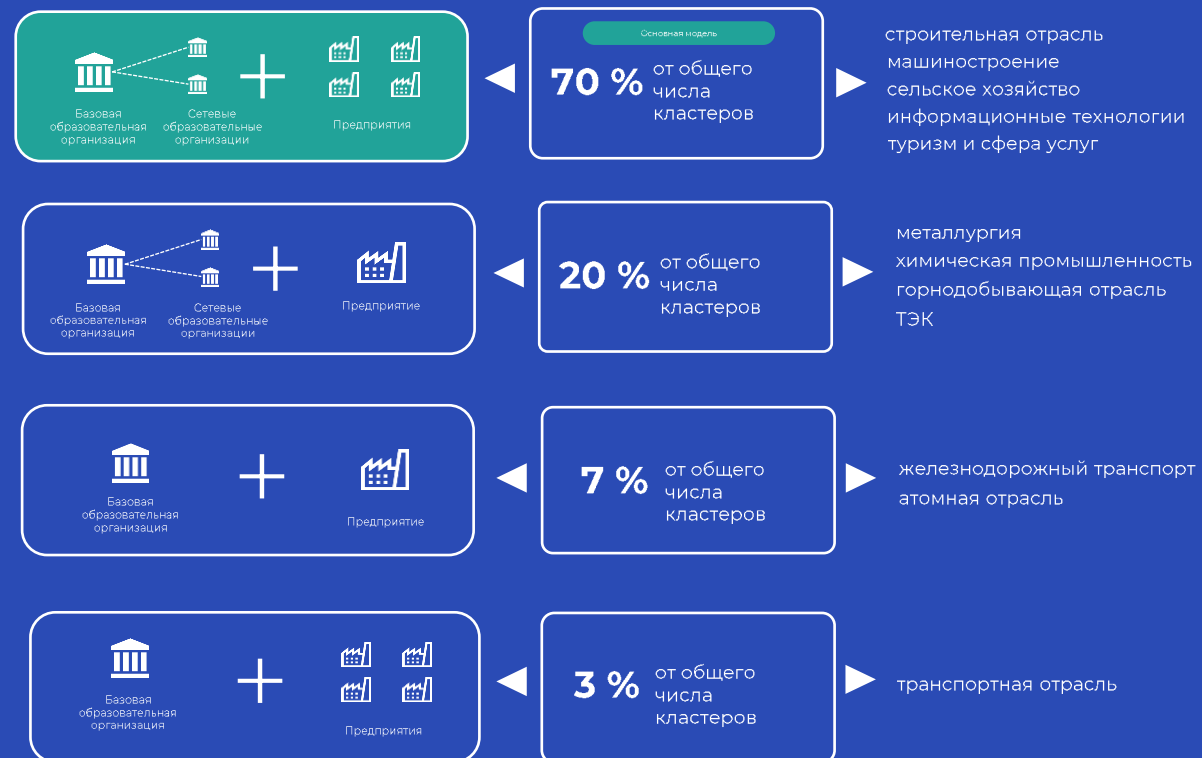 Базовая
образовательная
организация
Сетевые
образовательные
организации
Предприятия
Основная модель
70 %
от общего
числа
кластеров
строительная отрасль
машиностроение
сельское хозяйство
информационные технологии
туризм и сфера услуг
Базовая
образовательная
организация
Сетевые
образовательные
организации
Предприятие
20 %
от общего
числа
кластеров
металлургия
химическая промышленность
горнодобывающая отрасль
ТЭК
Базовая
образовательная
организация
Предприятие
7 %
от общего
числа
кластеров
железнодорожный транспорт
атомная отрасль
Базовая
образовательная
организация
Предприятия
3 %
от общего
числа
кластеров
транспортная отрасль